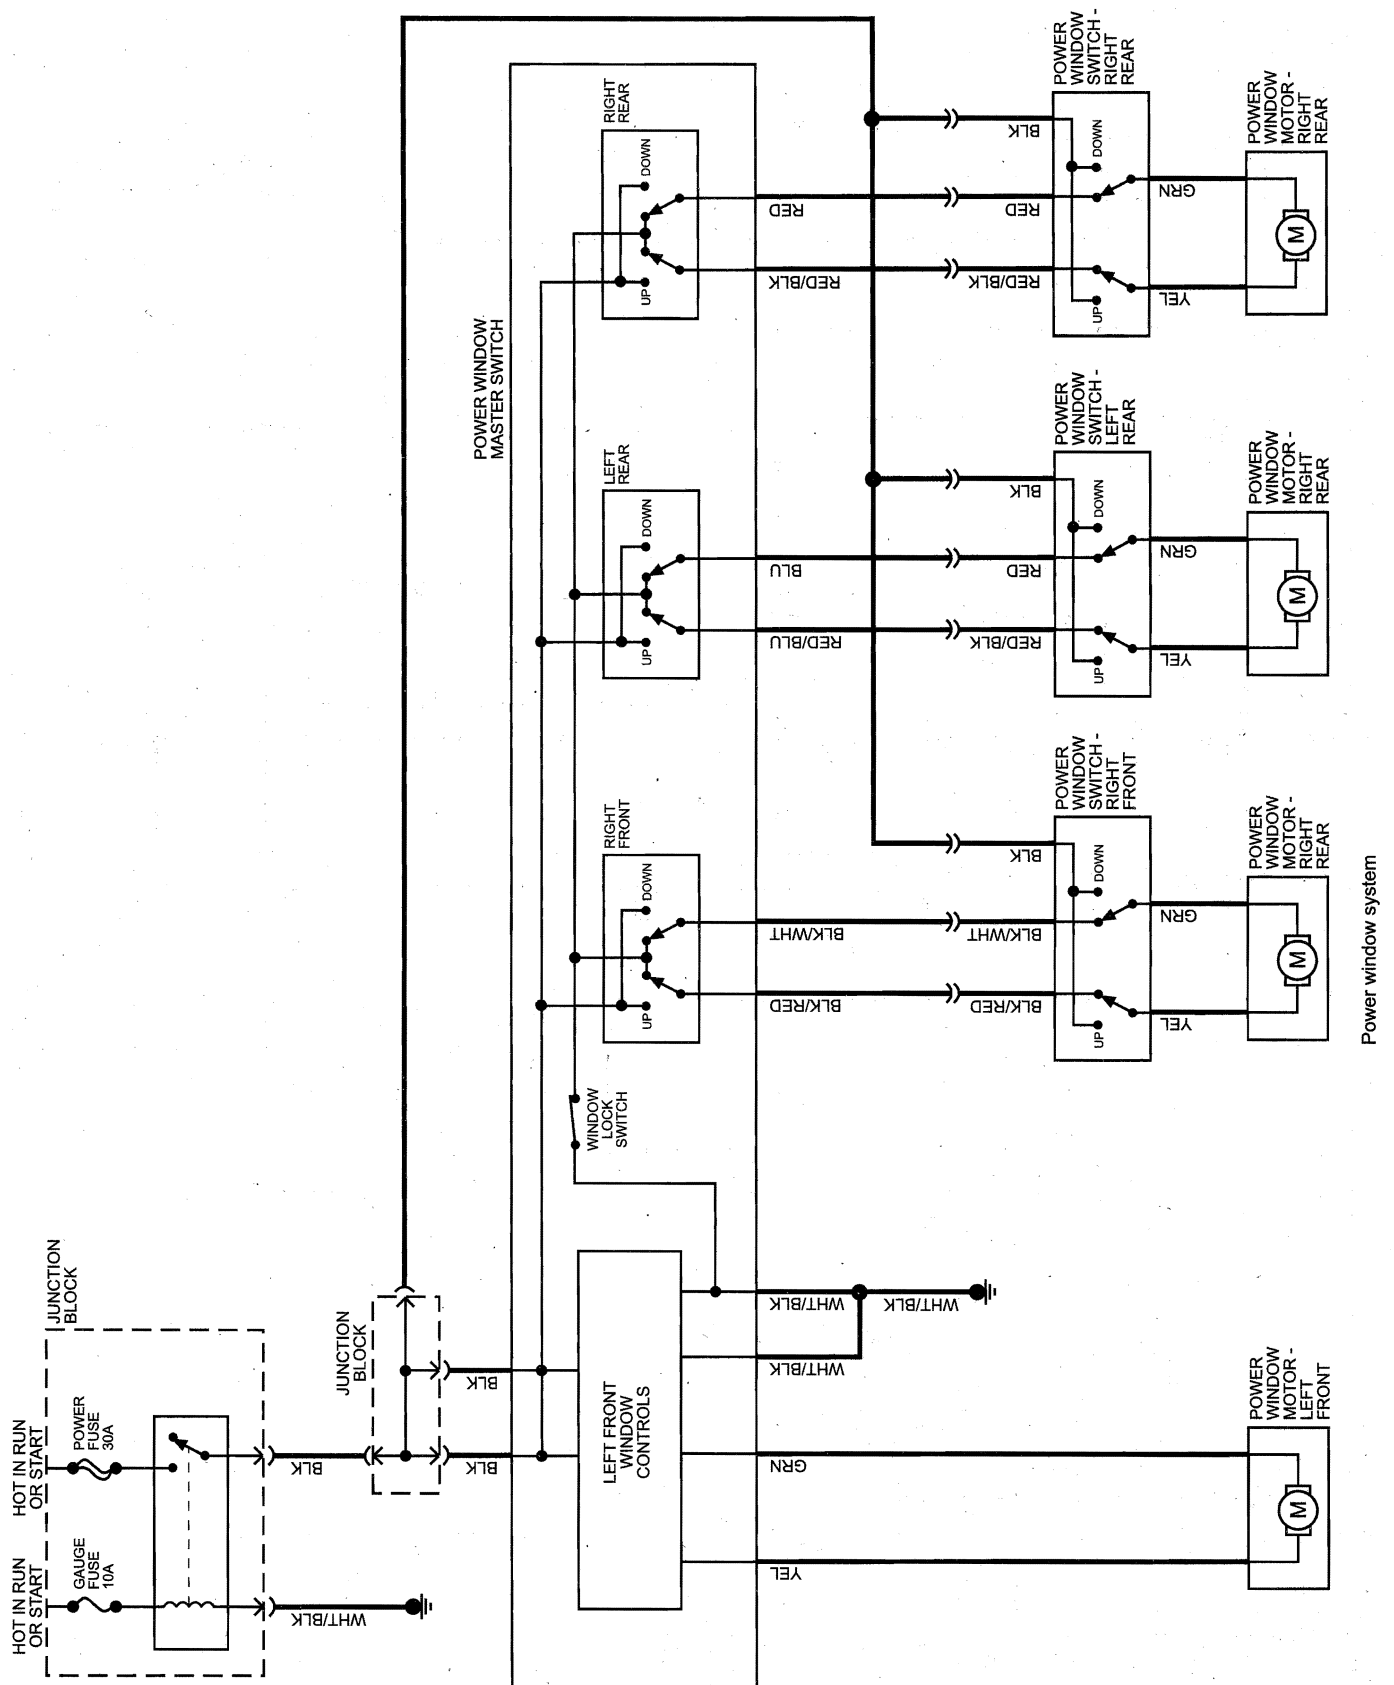 HOT IN RUN
OR START
HOT IN RUN
OR START
GAUGE
FUSE
10A
POWER
FUSE
30A
JUNCTION
BLOCK
WHT/BLK
BLK
JUNCTION
BLOCK
BLK
BLK
POWER WINDOW
MASTER SWITCH
LEFT FRONT
WINDOW
CONTROLS
WINDOW
LOCK
SWITCH
RIGHT
FRONT
UP
DOWN
LEFT
REAR
UP
DOWN
RIGHT
REAR
UP
DOWN
YEL
GRN
WHT/BLK
WHT/BLK
WHT/BLK
BLK/RED
BLK/WHT
RED/BLU
BLU
RED/BLK
RED
BLK/RED
BLK/WHT
BLK
RED/BLK
RED
BLK
RED/BLK
RED
BLK
POWER
WINDOW
SWITCH -
RIGHT
FRONT
UP
DOWN
POWER
WINDOW
SWITCH -
LEFT
REAR
UP
DOWN
POWER
WINDOW
SWITCH -
RIGHT
REAR
UP
DOWN
YEL
GRN
YEL
GRN
YEL
GRN
POWER
WINDOW
MOTOR -
LEFT
FRONT
M
POWER
WINDOW
MOTOR -
RIGHT
REAR
M
POWER
WINDOW
MOTOR -
RIGHT
REAR
M
POWER
WINDOW
MOTOR -
RIGHT
REAR
M
Power window system